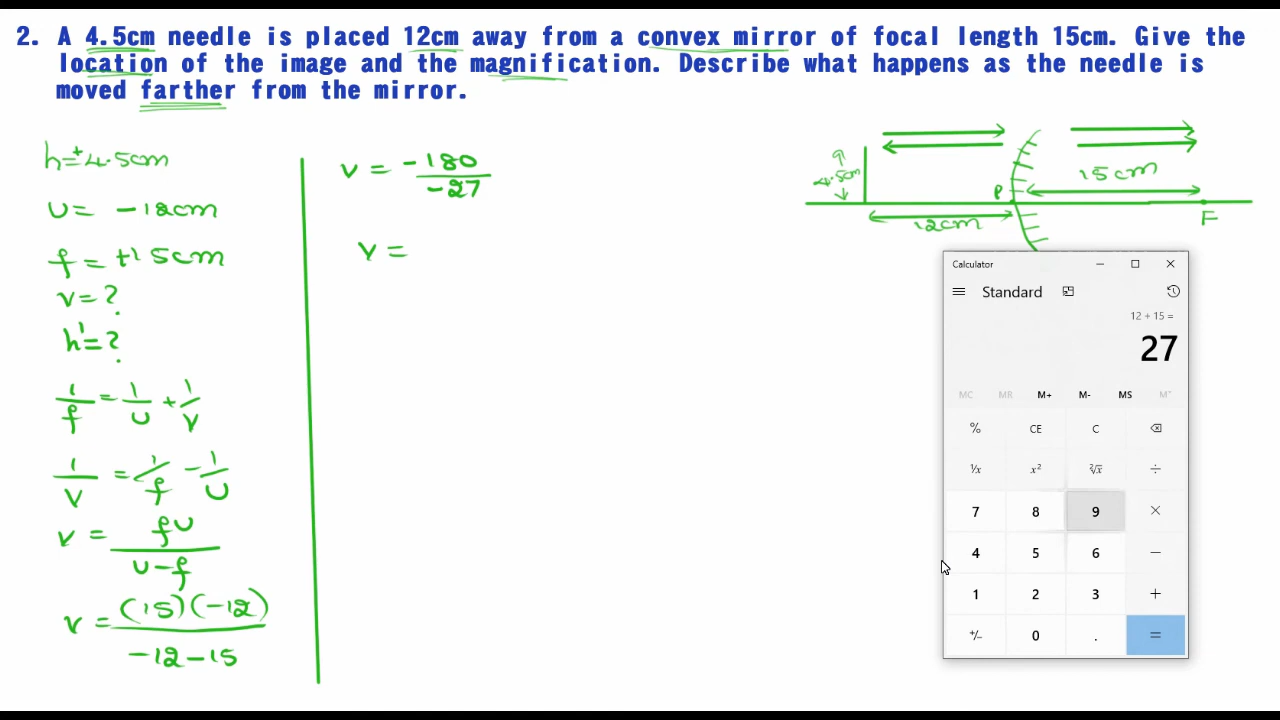 2. A 4.5cm needle is placed 12cm away from a convex mirror of focal length 15cm. Give the
location of the image and the magnification. Describe what happens as the needle is
moved farther from the mirror.
h=+4.5cm
u= -12cm
f= +15cm
v=?
h'=?
1/f = 1/u + 1/v
1/v = 1/f - 1/u
v = fu/u-f
v = (15)(-12)/-12-15
v = -180/-27
v =
4.5cm
12cm
P
15cm
F
Calculator
Standard
12 + 15 =
27
MC MR M+ M- MS M˅
% CE C ⌫
¹/x x² ²√x ÷
7 8 9 ×
4 5 6 −
1 2 3 +
+/- 0 . =